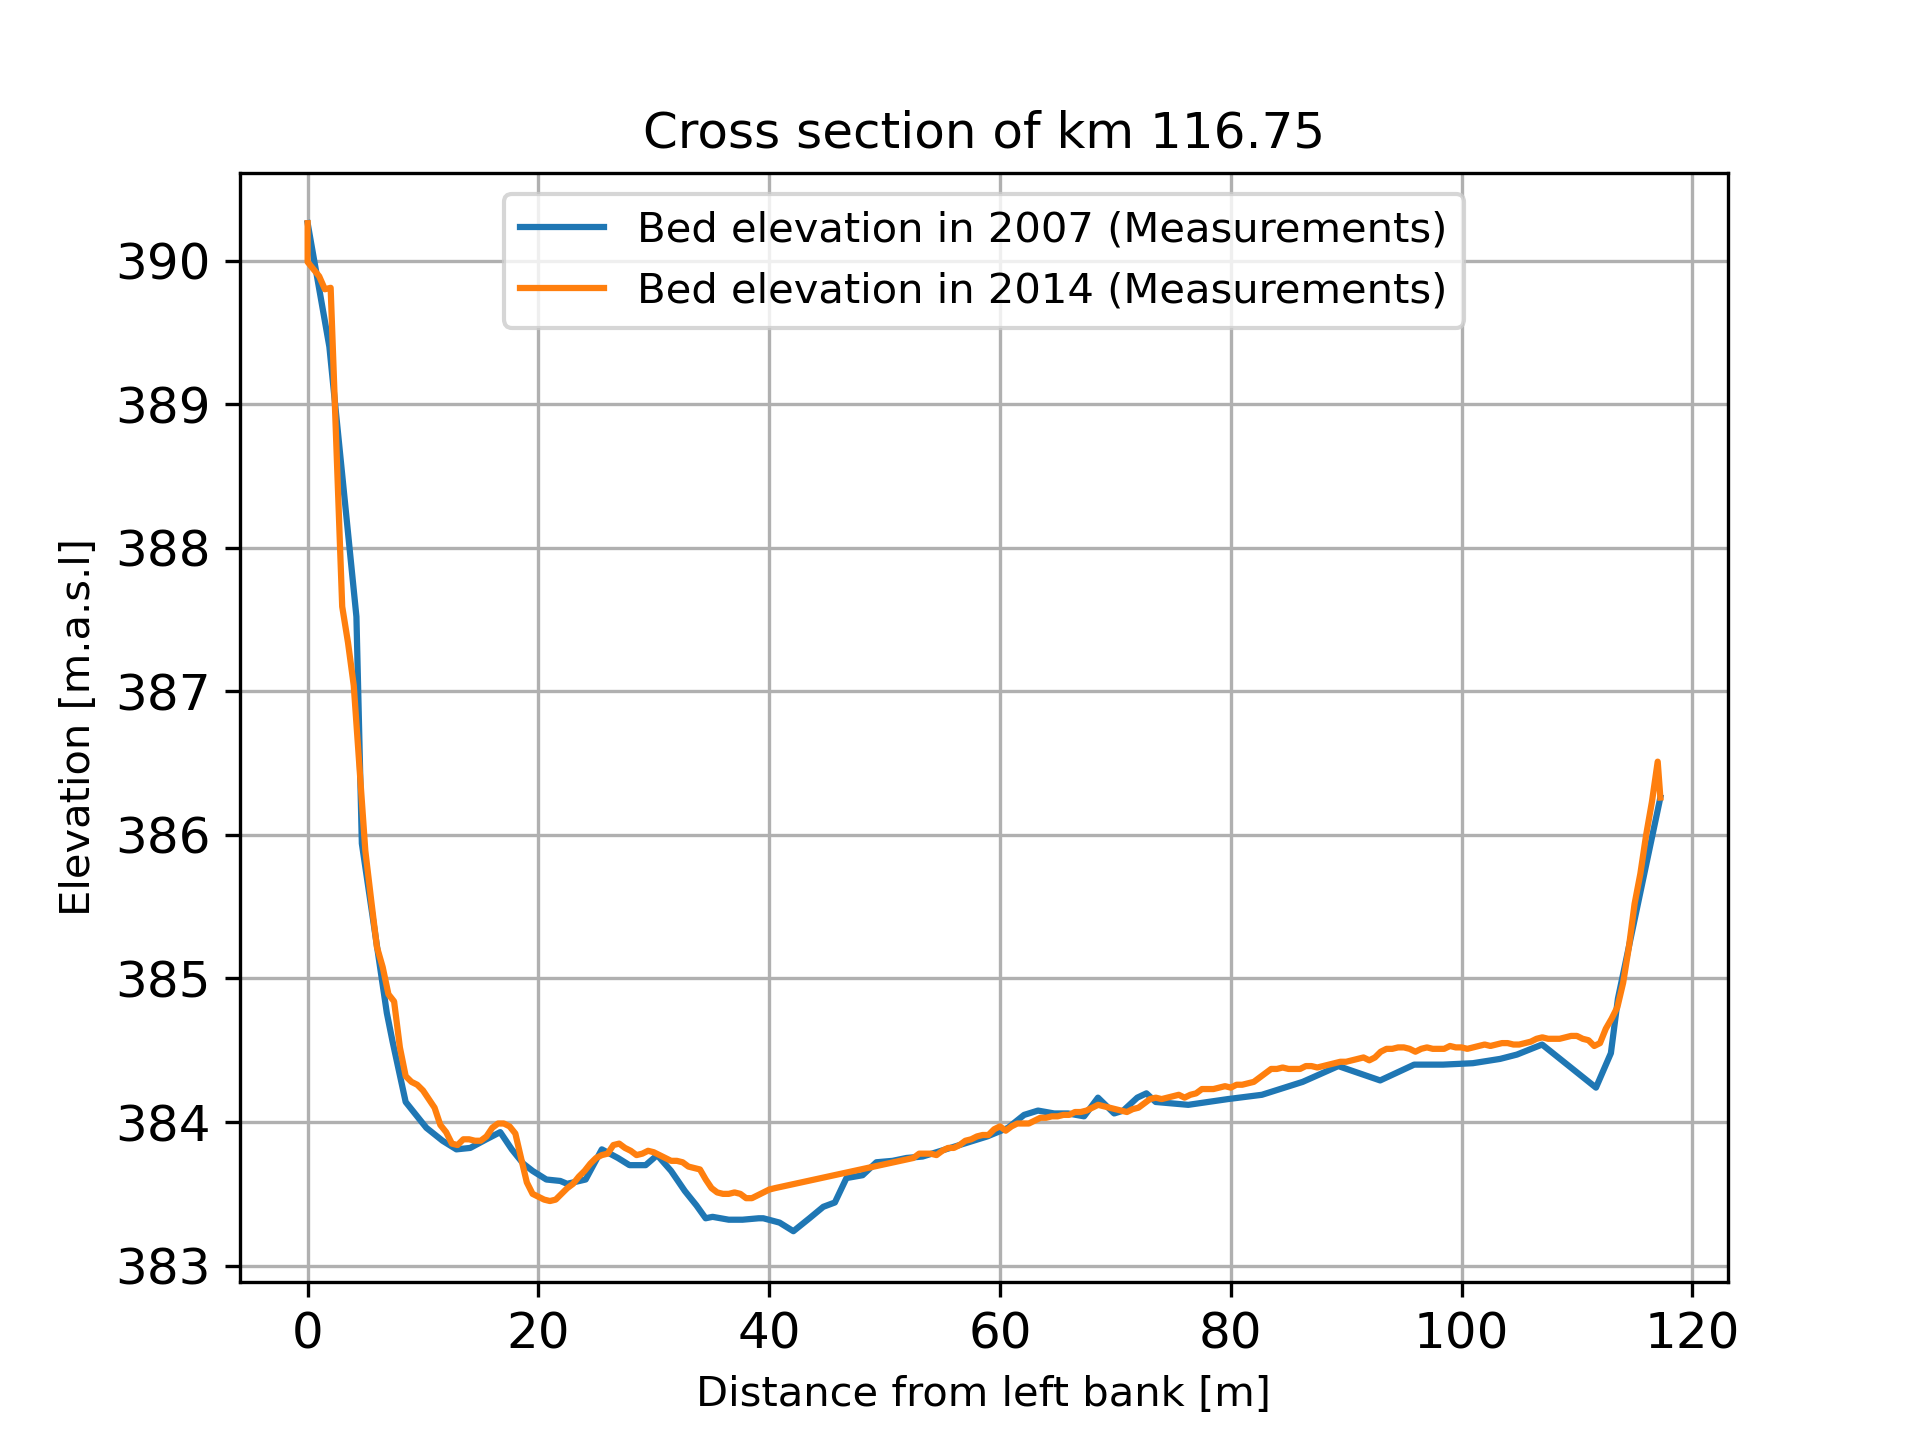 Cross section of km 116.75
Bed elevation in 2007 (Measurements)
Bed elevation in 2014 (Measurements)
Elevation [m.a.s.l]
390
389
388
387
386
385
384
383
0 20 40 60 80 100 120
Distance from left bank [m]